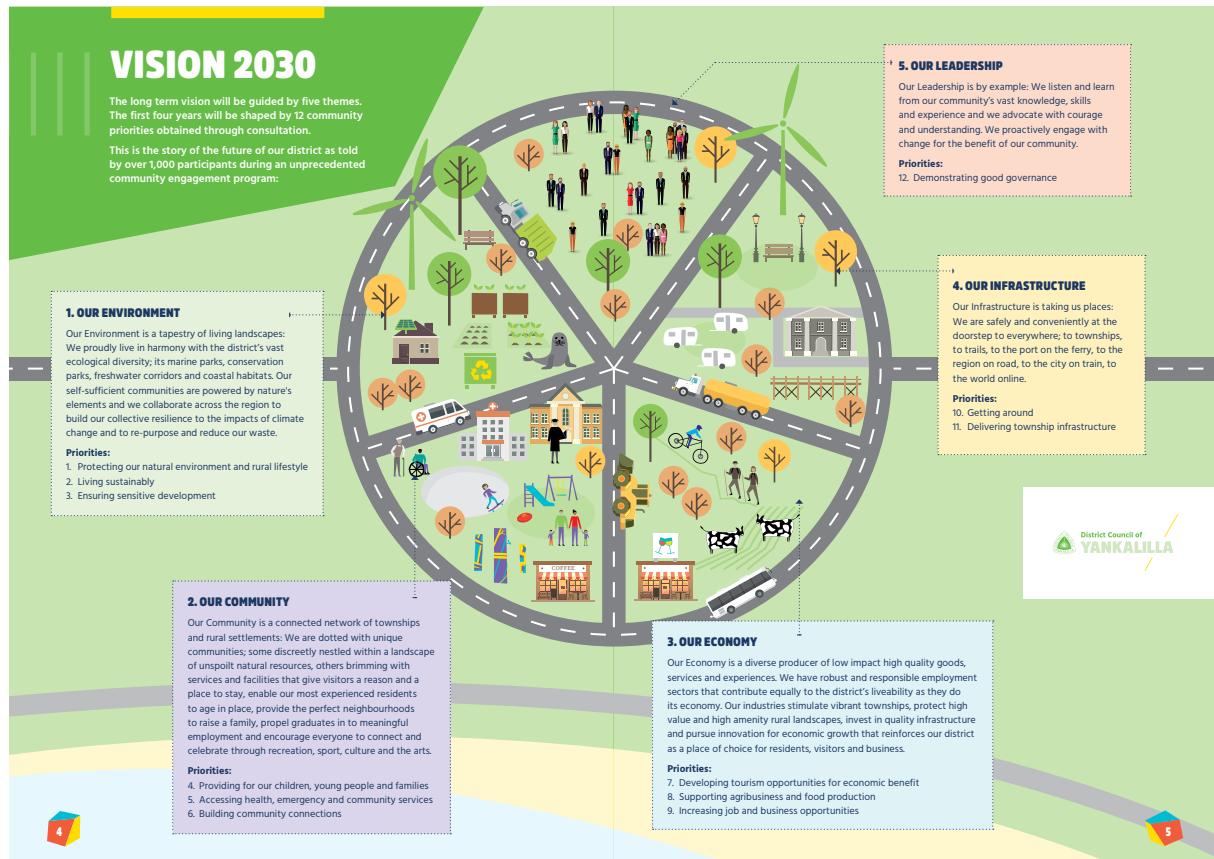 VISION 2030
The long term vision will be guided by five themes.
The first four years will be shaped by 12 community
priorities obtained through consultation.
This is the story of the future of our district as told
by over 1,000 participants during an unprecedented
community engagement program:
1. OUR ENVIRONMENT
Our Environment is a tapestry of living landscapes:
We proudly live in harmony with the district's vast
ecological diversity; its marine parks, conservation
parks, freshwater corridors and coastal habitats. Our
self-sufficient communities are powered by nature's
elements and we collaborate across the region to
build our collective resilience to the impacts of climate
change and to re-purpose and reduce our waste.
Priorities:
1. Protecting our natural environment and rural lifestyle
2. Living sustainably
3. Ensuring sensitive development
2. OUR COMMUNITY
Our Community is a connected network of townships
and rural settlements: We are dotted with unique
communities; some discreetly nestled within a landscape
of unspoilt natural resources, others brimming with
services and facilities that give visitors a reason and a
place to stay, enable our most experienced residents
to age in place, provide the perfect neighbourhoods
to raise a family, propel graduates in to meaningful
employment and encourage everyone to connect and
celebrate through recreation, sport, culture and the arts.
Priorities:
4. Providing for our children, young people and families
5. Accessing health, emergency and community services
6. Building community connections
COFFEE
3. OUR ECONOMY
Our Economy is a diverse producer of low impact high quality goods,
services and experiences. We have robust and responsible employment
sectors that contribute equally to the district's liveability as they do
its economy. Our industries stimulate vibrant townships, protect high
value and high amenity rural landscapes, invest in quality infrastructure
and pursue innovation for economic growth that reinforces our district
as a place of choice for residents, visitors and business.
Priorities:
7. Developing tourism opportunities for economic benefit
8. Supporting agribusiness and food production
9. Increasing job and business opportunities
4. OUR INFRASTRCTURE
Our Infrastructure is taking us places:
We are safely and conveniently at the
doorstep to everywhere; to townships,
to trails, to the port on the ferry, to the
region on road, to the city on train, to
the world online.
Priorities:
10. Getting around
11. Delivering township infrastructure
5. OUR LEADERSHIP
Our Leadership is by example: We listen and learn
from our community's vast knowledge, skills
and experience and we advocate with courage
and understanding. We proactively engage with
change for the benefit of our community.
Priorities:
12. Demonstrating good governance
District Council of
YANKALILLA
4
5